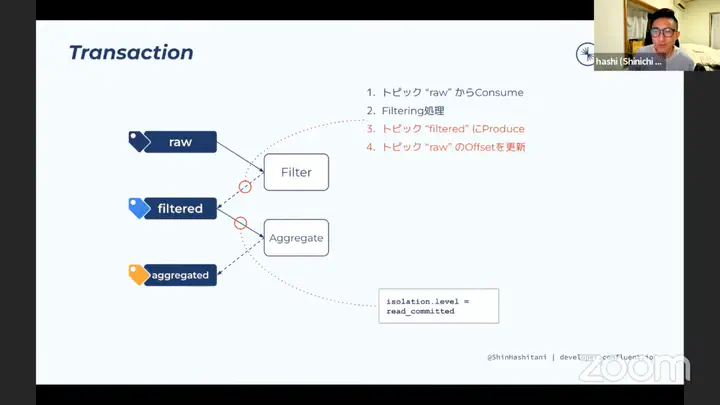 Transaction
hashi (Shinichi ...
1. トピック “raw” からConsume
2. Filtering処理
3. トピック “filtered” にProduce
4. トピック “raw” のOffsetを更新
raw
Filter
filtered
Aggregate
aggregated
isolation.level =
read_committed
@ShinHashitani | developer.confluent.io
zoom